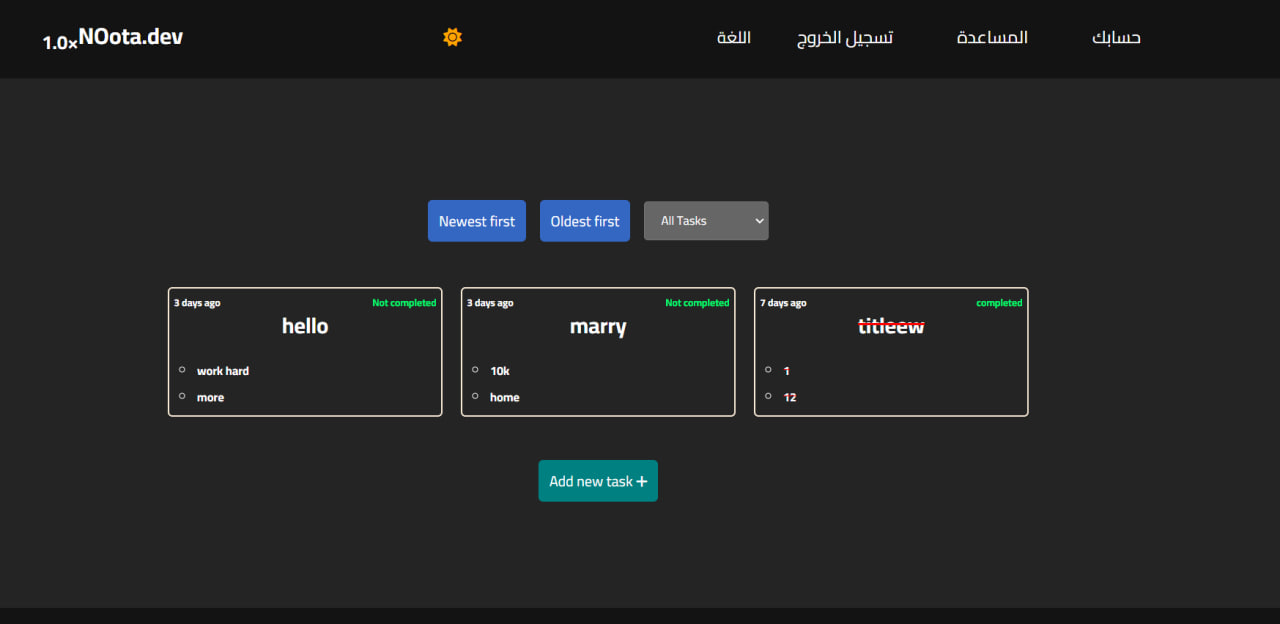 1.0×NOota.dev
حسابك
المساعدة
تسجيل الخروج
اللغة
Newest first
Oldest first
All Tasks
3 days ago
Not completed
hello
work hard
more
3 days ago
Not completed
marry
10k
home
7 days ago
completed
titleew
1
12
Add new task +